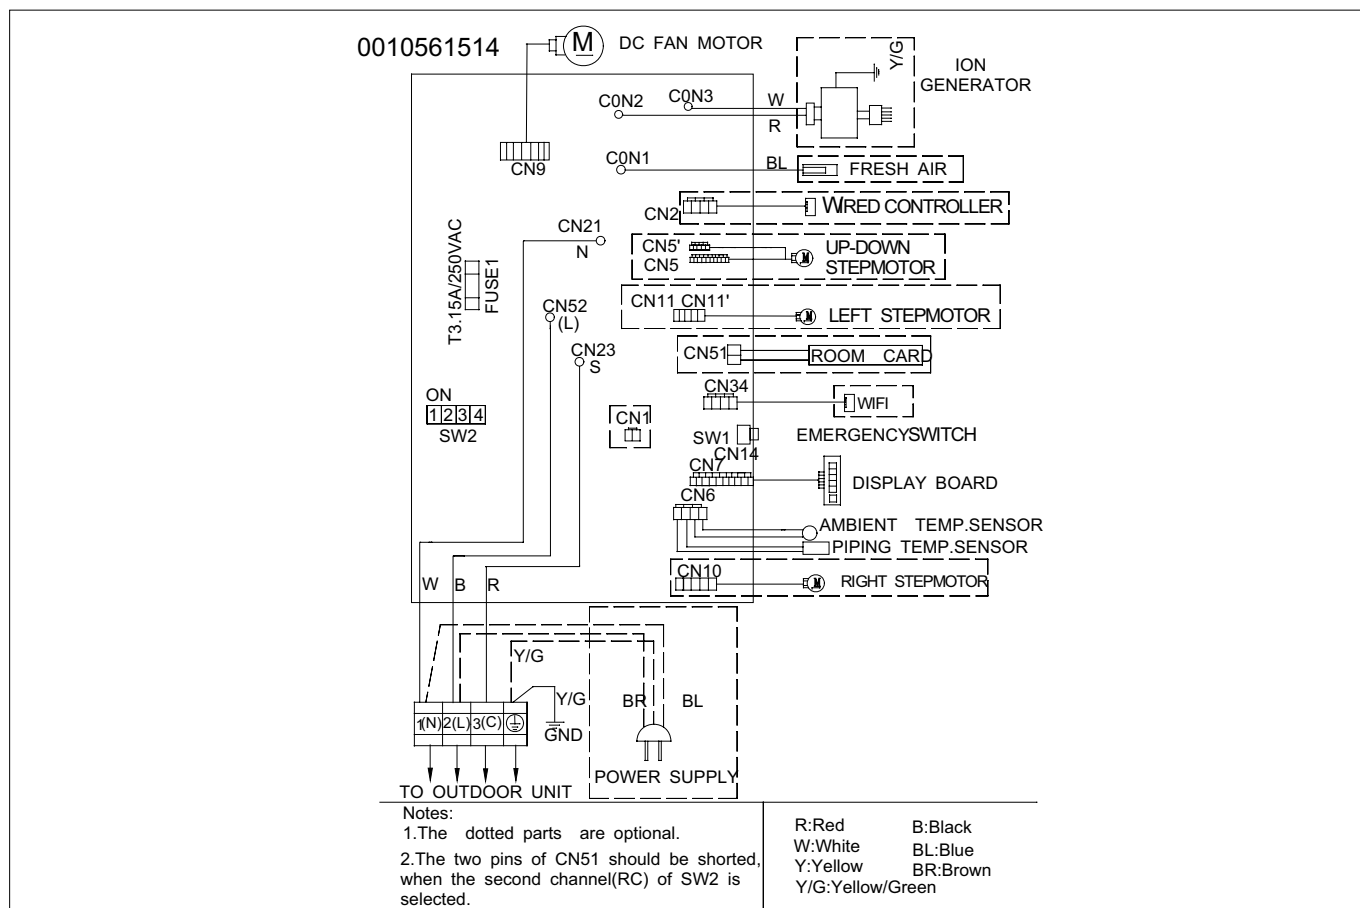 0010561514
M
DC FAN MOTOR
Y/G
ION
GENERATOR
C0N2
C0N3
W
R
CN9
C0N1
BL
FRESH AIR
CN2
WIRED CONTROLLER
CN21
N
CN5'
CN5
M
UP-DOWN
STEPMOTOR
T3.15A/250VAC
FUSE1
CN52
(L)
CN11 CN11'
M
LEFT STEPMOTOR
CN23
S
CN51
ROOM CARD
CN34
WIFI
ON
1 2 3 4
SW2
CN1
SW1
EMERGENCYSWITCH
CN14
CN7
DISPLAY BOARD
CN6
AMBIENT TEMP.SENSOR
PIPING TEMP.SENSOR
CN10
M
RIGHT STEPMOTOR
W B R
Y/G
Y/G
BR
BL
1(N) 2(L) 3(C)
GND
POWER SUPPLY
TO OUTDOOR UNIT
Notes:
1.The dotted parts are optional.
2.The two pins of CN51 should be shorted,
when the second channel(RC) of SW2 is
selected.
R:Red B:Black
W:White BL:Blue
Y:Yellow BR:Brown
Y/G:Yellow/Green